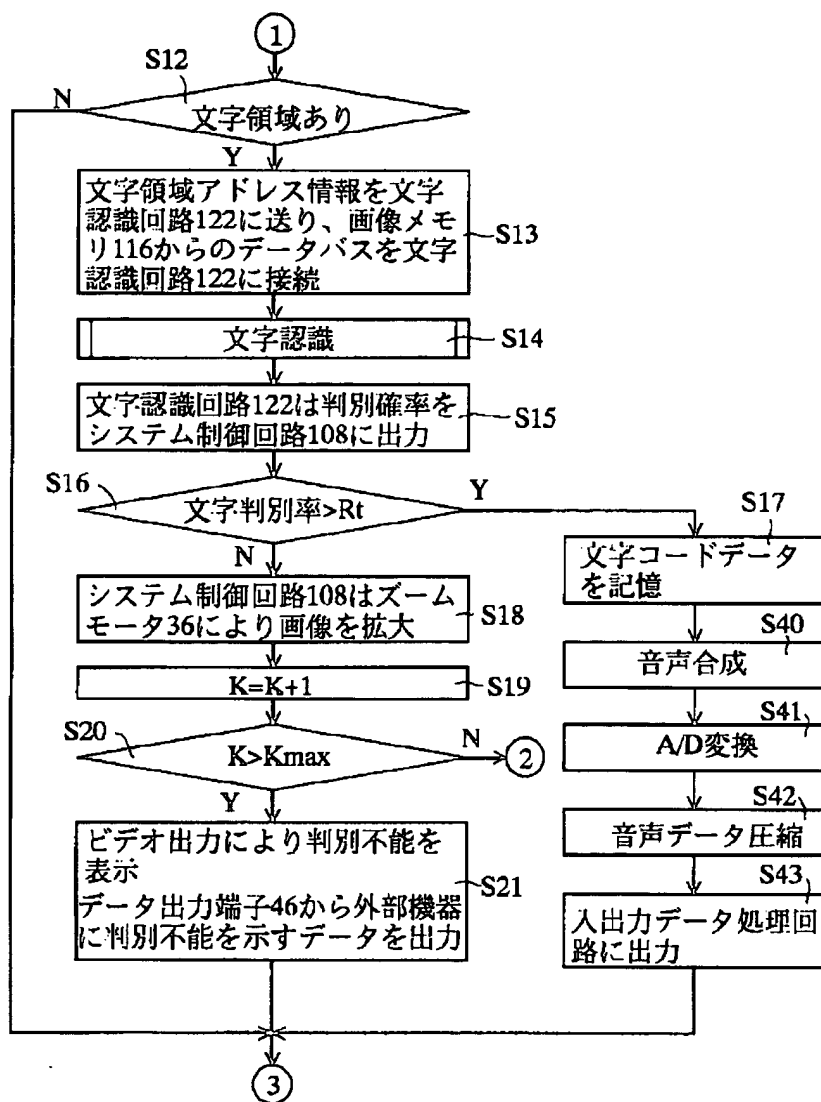 1
S12
N
文字領域あり
Y
文字領域アドレス情報を文字
認識回路122に送り、画像メモ
リ116からのデータバスを文字
認識回路122に接続
S13
文字認識
S14
文字認識回路122は判別確率を
システム制御回路108に出力
S15
S16
文字判別率>Rt
Y
N
システム制御回路108はズーム
モータ36により画像を拡大
S18
K=K+1
S19
S20
K>Kmax
N
2
Y
ビデオ出力により判別不能を
表示
データ出力端子46から外部機器
に判別不能を示すデータを出力
S21
S17
文字コードデータ
を記憶
S40
音声合成
S41
A/D変換
S42
音声データ圧縮
S43
入出力データ処理回
路に出力
3